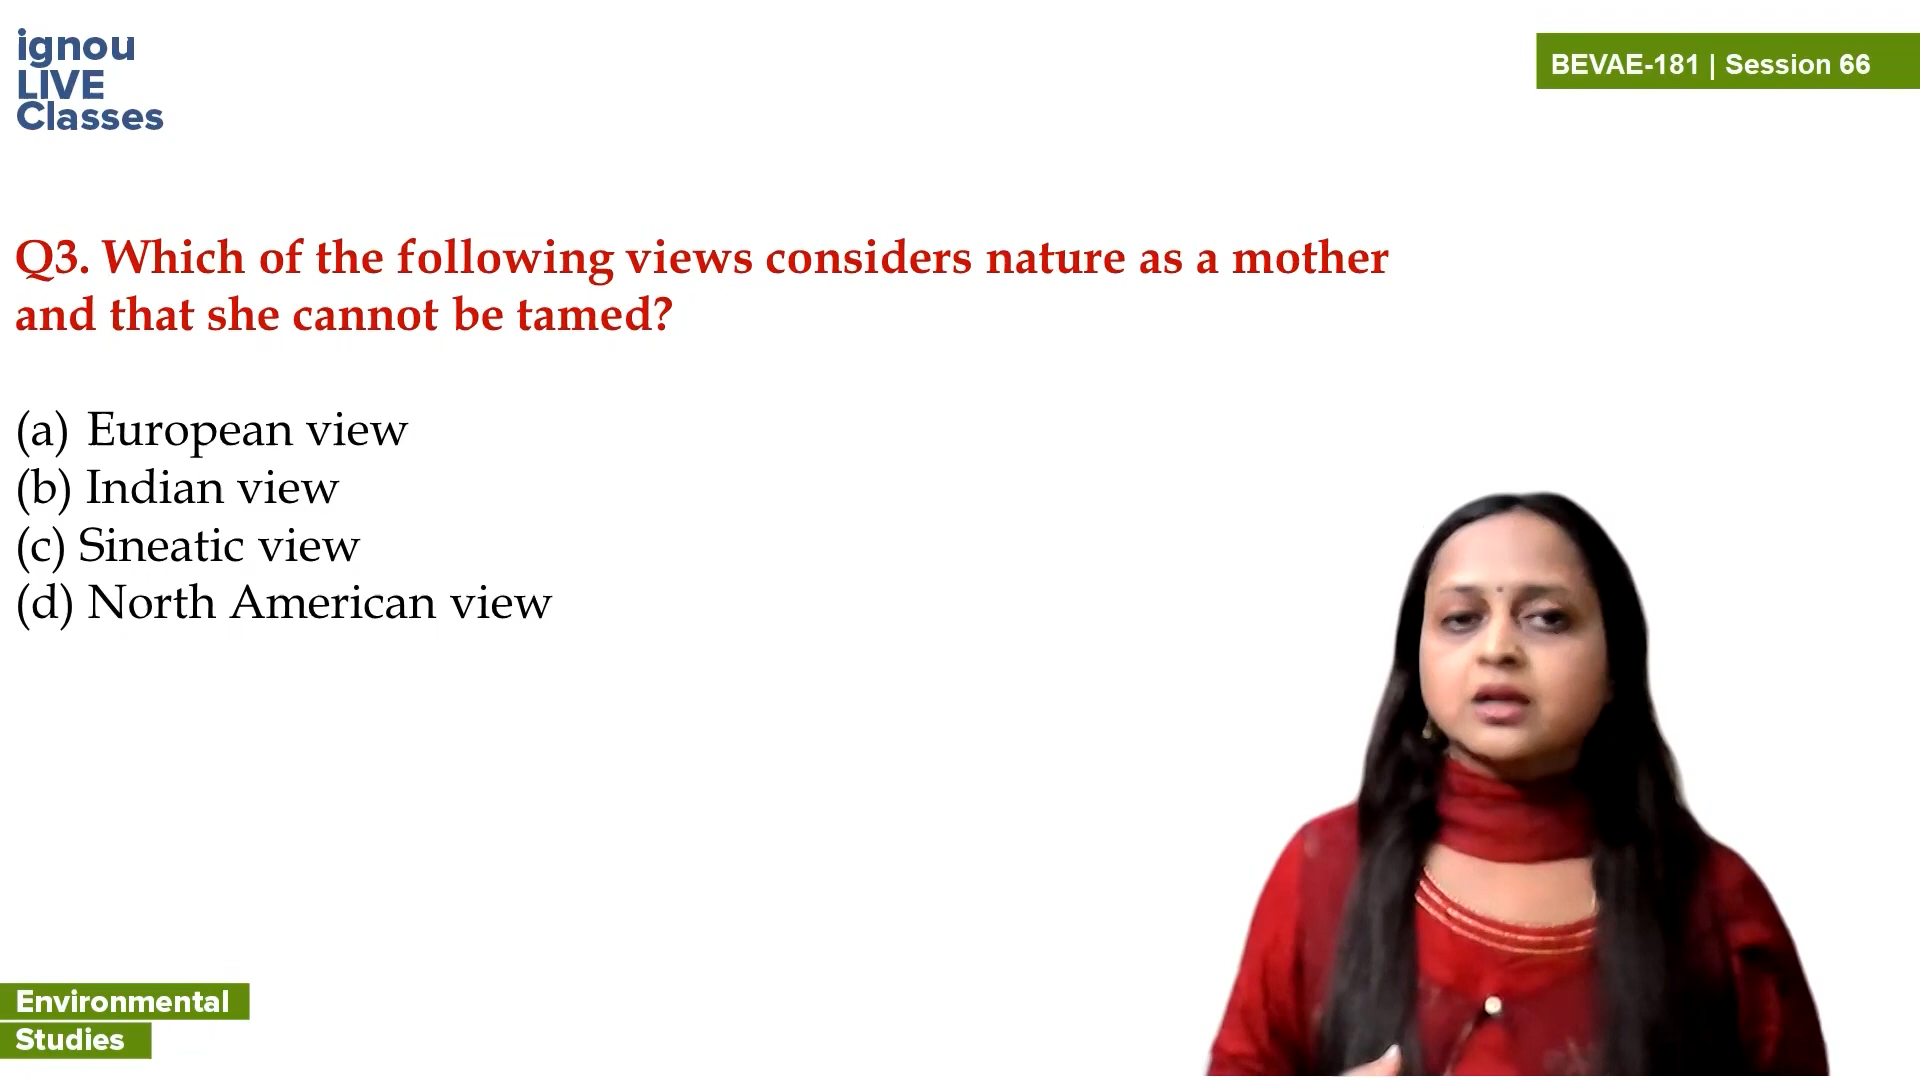 ignou
LIVE
Classes
BEVAE-181 | Session 66
Q3. Which of the following views considers nature as a mother
and that she cannot be tamed?
(a) European view
(b) Indian view
(c) Sineatic view
(d) North American view
Environmental
Studies